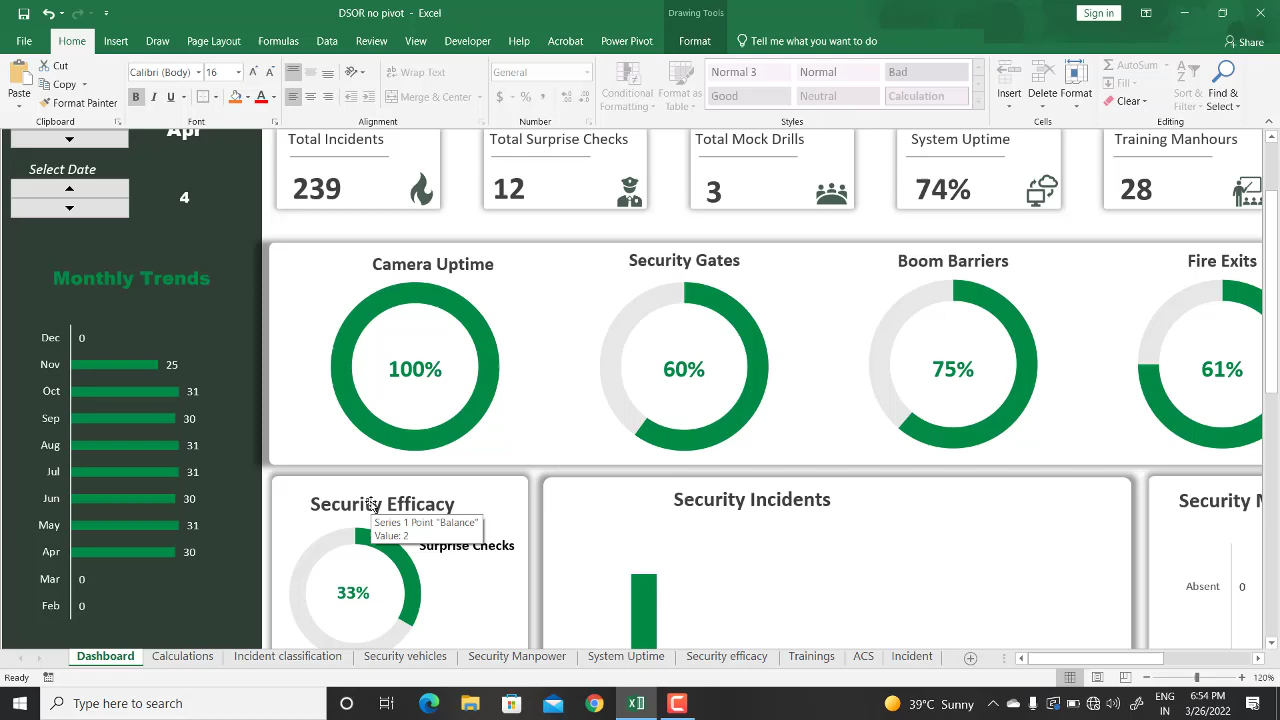 DSOR no pivot - Excel
Drawing Tools
Sign in
File Home Insert Draw Page Layout Formulas Data Review View Developer Help Acrobat Power Pivot Format Tell me what you want to do
Share
Paste
Cut
Copy
Format Painter
Clipboard
Calibri (Body) 16
B I U
Font
Wrap Text
Merge & Center
Alignment
General
$ % ,
Number
Conditional Formatting
Format as Table
Normal 3 Normal Bad
Good Neutral Calculation
Styles
Insert Delete Format
Cells
AutoSum
Fill
Clear
Sort & Filter
Find & Select
Editing
Apr
Select Date
4
Total Incidents
239
Total Surprise Checks
12
Total Mock Drills
3
System Uptime
74%
Training Manhours
28
Monthly Trends
Dec 0
Nov 25
Oct 31
Sep 30
Aug 31
Jul 31
Jun 30
May 31
Apr 30
Mar 0
Feb 0
Camera Uptime
100%
Security Gates
60%
Boom Barriers
75%
Fire Exits
61%
Security Efficacy
Series 1 Point "Balance"
Value: 2
Surprise Checks
33%
Security Incidents
Security M
Absent 0
Dashboard Calculations Incident classification Security vehicles Security Manpower System Uptime Security efficacy Trainings ACS Incident
Ready
120%
Type here to search
39°C Sunny
ENG
IN
6:54 PM
3/26/2022